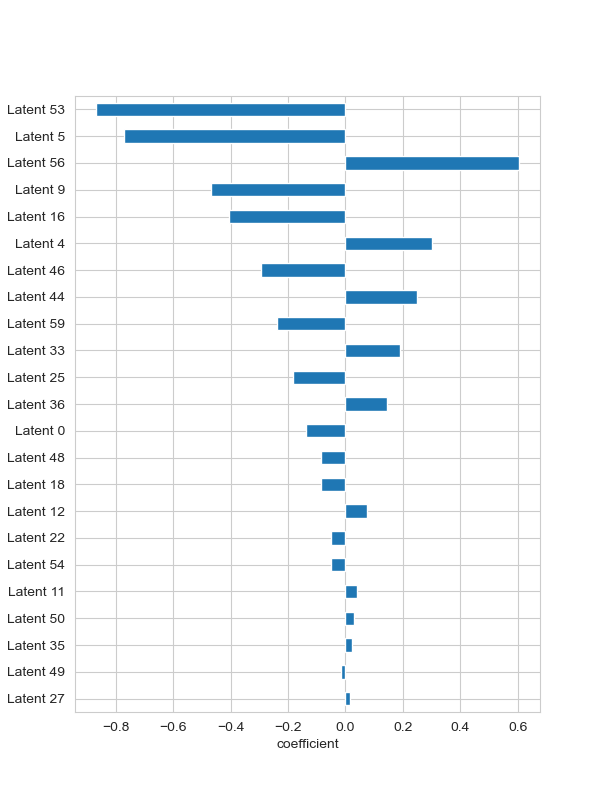 Latent 53
Latent 5
Latent 56
Latent 9
Latent 16
Latent 4
Latent 46
Latent 44
Latent 59
Latent 33
Latent 25
Latent 36
Latent 0
Latent 48
Latent 18
Latent 12
Latent 22
Latent 54
Latent 11
Latent 50
Latent 35
Latent 49
Latent 27
−0.8 −0.6 −0.4 −0.2 0.0 0.2 0.4 0.6
coefficient